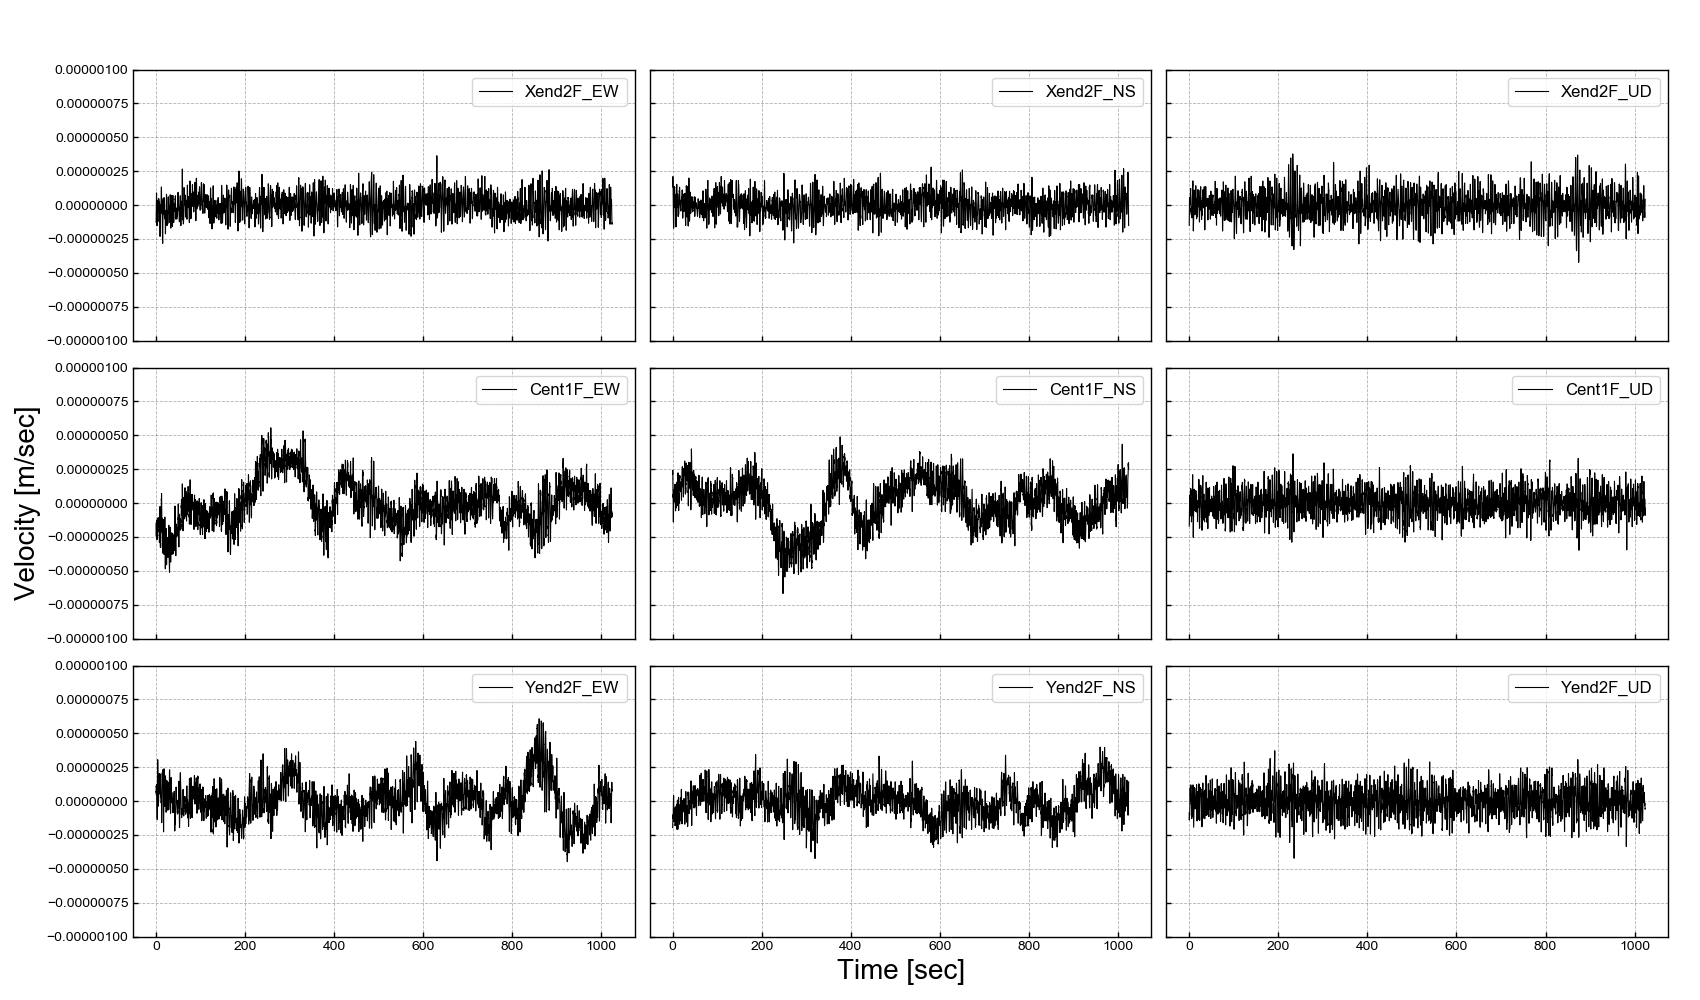 0.00000100
0.00000075
0.00000050
0.00000025
0.00000000
−0.00000025
−0.00000050
−0.00000075
−0.00000100
Xend2F_EW
Xend2F_NS
Xend2F_UD
0.00000100
0.00000075
0.00000050
0.00000025
0.00000000
−0.00000025
−0.00000050
−0.00000075
−0.00000100
Cent1F_EW
Cent1F_NS
Cent1F_UD
Velocity [m/sec]
0.00000100
0.00000075
0.00000050
0.00000025
0.00000000
−0.00000025
−0.00000050
−0.00000075
−0.00000100
Yend2F_EW
Yend2F_NS
Yend2F_UD
0 200 400 600 800 1000
0 200 400 600 800 1000
0 200 400 600 800 1000
Time [sec]